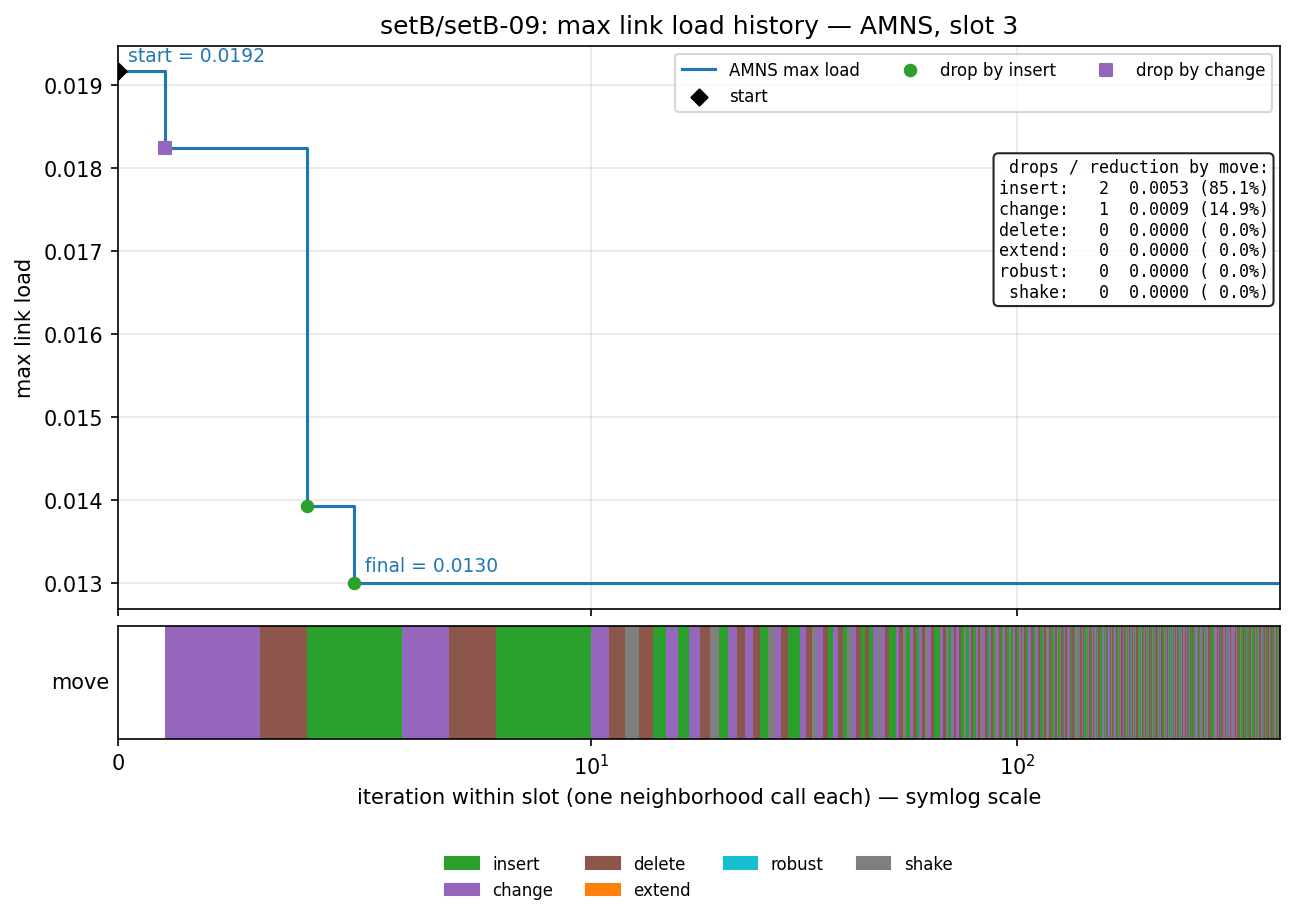 setB/setB-09: max link load history — AMNS, slot 3
start = 0.0192
AMNS max load
drop by insert
drop by change
start
drops / reduction by move:
insert: 2 0.0053 (85.1%)
change: 1 0.0009 (14.9%)
delete: 0 0.0000 ( 0.0%)
extend: 0 0.0000 ( 0.0%)
robust: 0 0.0000 ( 0.0%)
shake: 0 0.0000 ( 0.0%)
0.019
0.018
0.017
0.016
0.015
0.014
0.013
max link load
final = 0.0130
move
0
10¹
10²
iteration within slot (one neighborhood call each) — symlog scale
insert
delete
robust
shake
change
extend